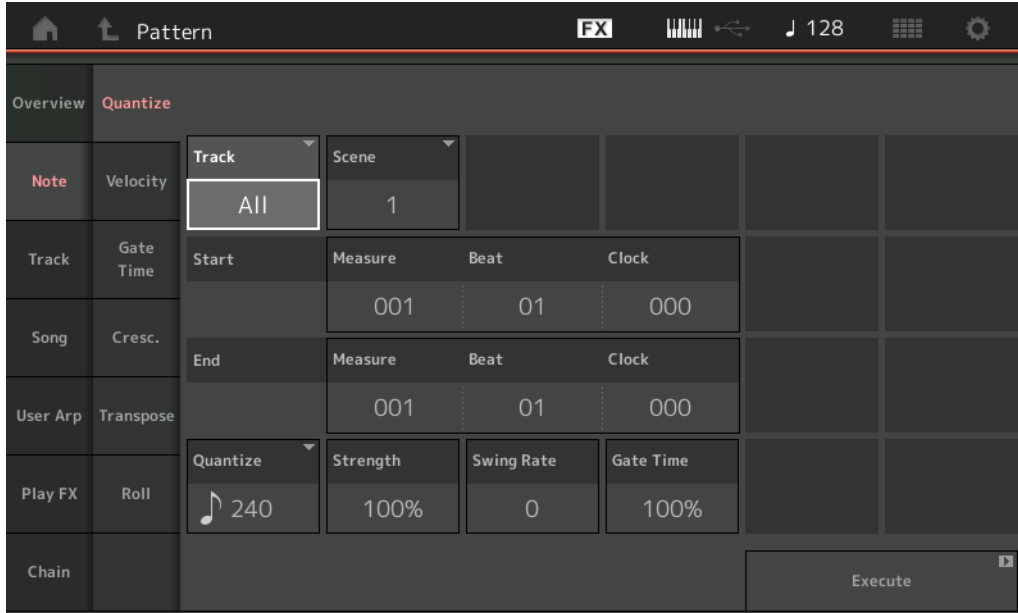 Pattern FX 128
Overview Quantize
Track Scene
Note Velocity
All 1
Track Gate Time Start Measure Beat Clock
001 01 000
Song Cresc. End Measure Beat Clock
User Arp Transpose 001 01 000
Quantize Strength Swing Rate Gate Time
Play FX Roll 240 100% 0 100%
Chain Execute